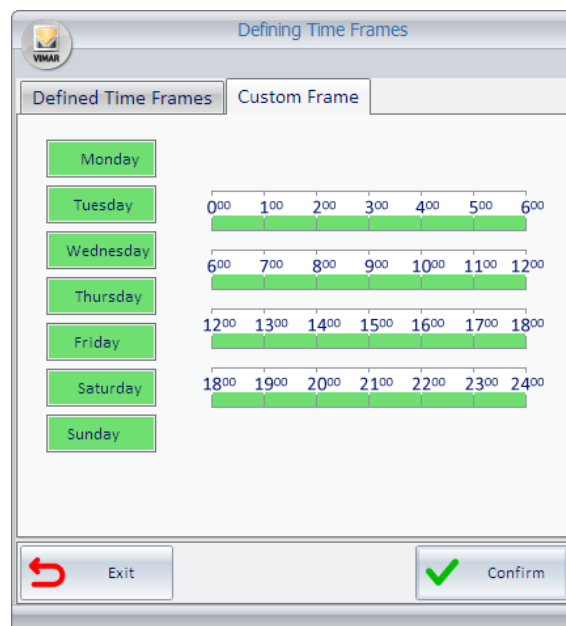 Defining Time Frames
VIMAR
Defined Time Frames Custom Frame
Monday
Tuesday
Wednesday
Thursday
Friday
Saturday
Sunday
0⁰⁰ 1⁰⁰ 2⁰⁰ 3⁰⁰ 4⁰⁰ 5⁰⁰ 6⁰⁰
6⁰⁰ 7⁰⁰ 8⁰⁰ 9⁰⁰ 10⁰⁰ 11⁰⁰ 12⁰⁰
12⁰⁰ 13⁰⁰ 14⁰⁰ 15⁰⁰ 16⁰⁰ 17⁰⁰ 18⁰⁰
18⁰⁰ 19⁰⁰ 20⁰⁰ 21⁰⁰ 22⁰⁰ 23⁰⁰ 24⁰⁰
Exit Confirm